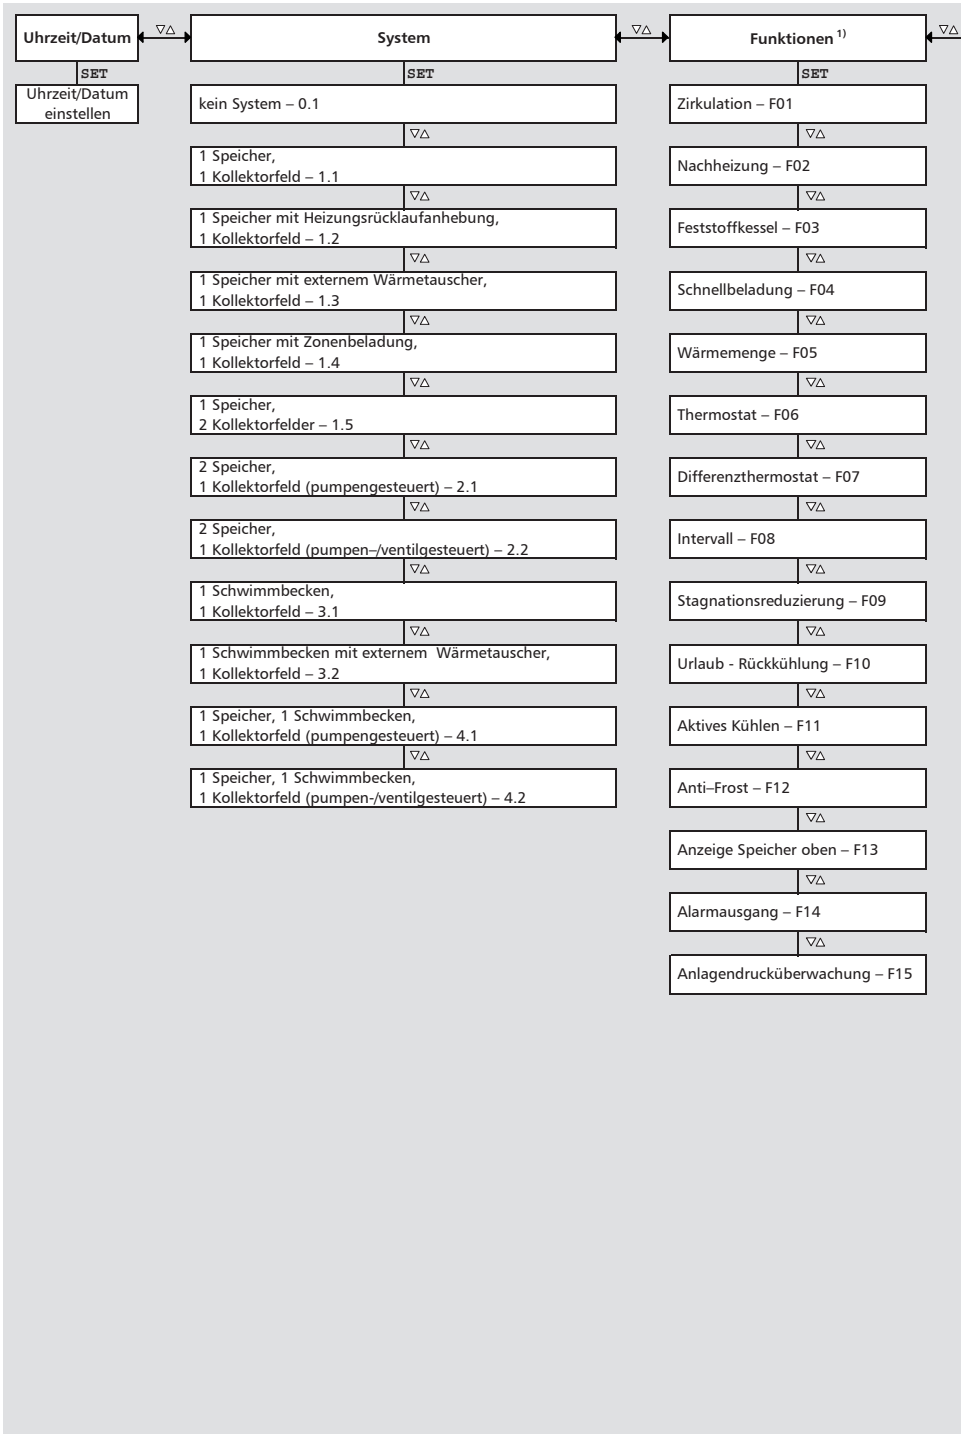 Uhrzeit/Datum
▽△
System
▽△
Funktionen 1)
▽△
SET
SET
SET
Uhrzeit/Datum
einstellen
kein System – 0.1
▽△
1 Speicher,
1 Kollektorfeld – 1.1
▽△
1 Speicher mit Heizungsrücklaufanhebung,
1 Kollektorfeld – 1.2
▽△
1 Speicher mit externem Wärmetauscher,
1 Kollektorfeld – 1.3
▽△
1 Speicher mit Zonenbeladung,
1 Kollektorfeld – 1.4
▽△
1 Speicher,
2 Kollektorfelder – 1.5
▽△
2 Speicher,
1 Kollektorfeld (pumpengesteuert) – 2.1
▽△
2 Speicher,
1 Kollektorfeld (pumpen–/ventilgesteuert) – 2.2
▽△
1 Schwimmbecken,
1 Kollektorfeld – 3.1
▽△
1 Schwimmbecken mit externem Wärmetauscher,
1 Kollektorfeld – 3.2
▽△
1 Speicher, 1 Schwimmbecken,
1 Kollektorfeld (pumpengesteuert) – 4.1
▽△
1 Speicher, 1 Schwimmbecken,
1 Kollektorfeld (pumpen-/ventilgesteuert) – 4.2
Zirkulation – F01
▽△
Nachheizung – F02
▽△
Feststoffkessel – F03
▽△
Schnellbeladung – F04
▽△
Wärmemenge – F05
▽△
Thermostat – F06
▽△
Differenzthermostat – F07
▽△
Intervall – F08
▽△
Stagnationsreduzierung – F09
▽△
Urlaub - Rückkühlung – F10
▽△
Aktives Kühlen – F11
▽△
Anti–Frost – F12
▽△
Anzeige Speicher oben – F13
▽△
Alarmausgang – F14
▽△
Anlagendrucküberwachung – F15